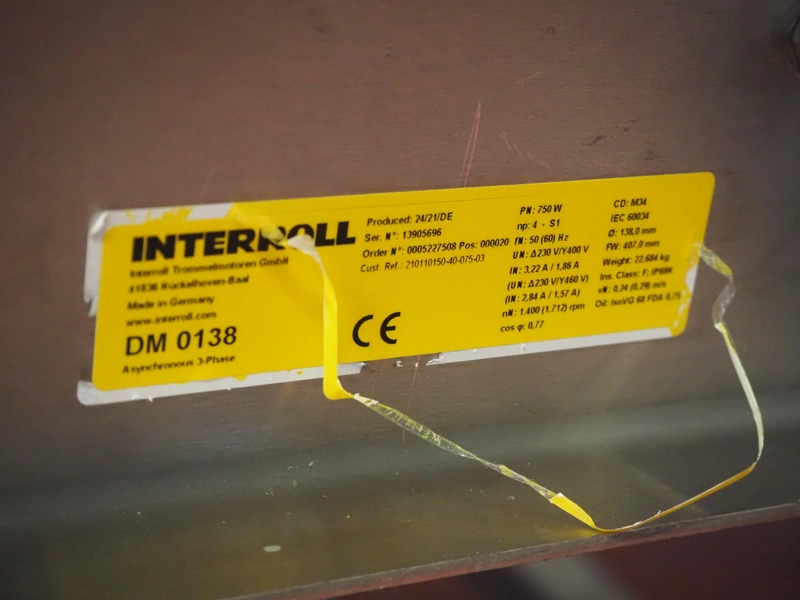 INTERROLL
Interroll Trommelmotoren GmbH
41836 Hückelhoven-Baal
Made in Germany
www.interroll.com
DM 0138
Asynchronous 3-Phase
Produced: 24/21/DE
Ser. N°: 13905696
Order N°: 0005227508 Pos: 000020
Cust. Ref.: 210110150-40-075-03
CE
PN: 750 W
np: 4 - S1
fN: 50 (60) Hz
UN: Δ230 V/Y400 V
IN: 3,22 A / 1,86 A
(UN: Δ230 V/Y460 V)
(IN: 2,84 A / 1,57 A)
nN: 1.400 (1.712) rpm
cos φ: 0,77
CD: M34
IEC 60034
Ø: 138,0 mm
FW: 407,0 mm
Weight: 22,684 kg
Ins. Class: F; IP69K
vN: 0,24 (0,29) m/s
Oil: IsoVG 68 FDA 0,75